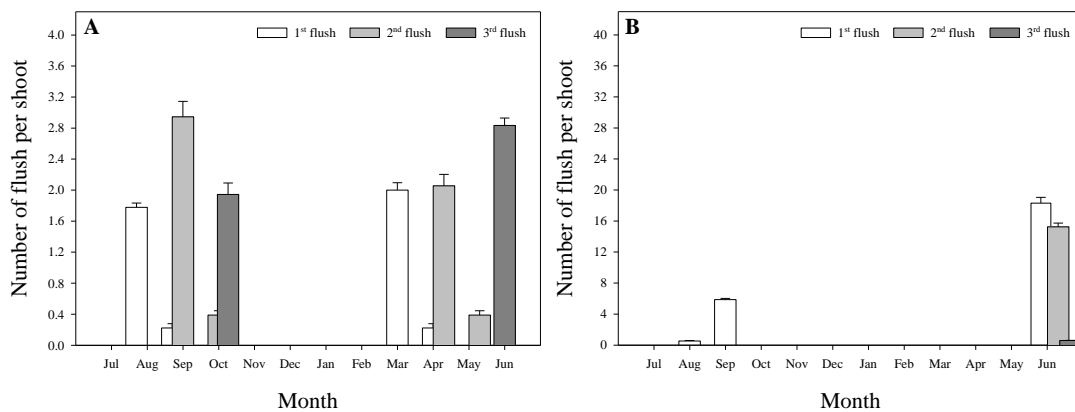 A
1st flush 2nd flush 3rd flush
Number of flush per shoot
4.0
3.6
3.2
2.8
2.4
2.0
1.6
1.2
0.8
0.4
0.0
Jul Aug Sep Oct Nov Dec Jan Feb Mar Apr May Jun
Month
B
1st flush 2nd flush 3rd flush
Number of flush per shoot
40
36
32
28
24
20
16
12
8
4
0
Jul Aug Sep Oct Nov Dec Jan Feb Mar Apr May Jun
Month